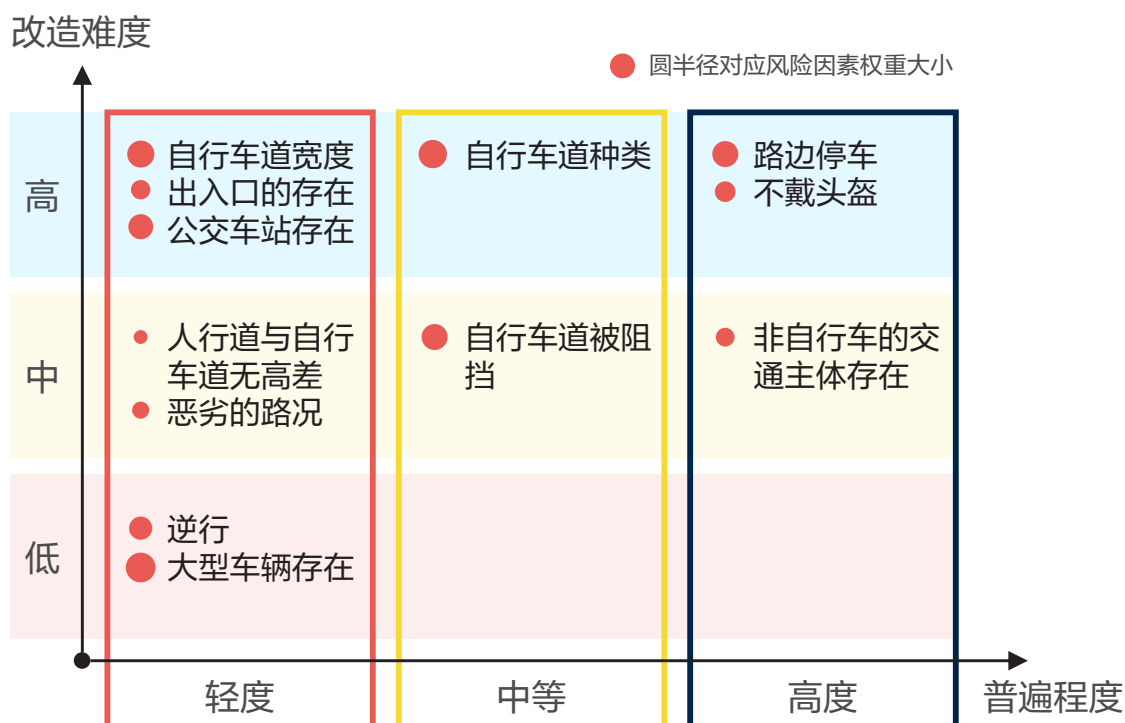 改造难度
圆半径对应风险因素权重大小
高
自行车道宽度
出入口的存在
公交车站存在
自行车道种类
路边停车
不戴头盔
中
人行道与自行
车道无高差
恶劣的路况
自行车道被阻
挡
非自行车的交
通主体存在
低
逆行
大型车辆存在
轻度
中等
高度
普遍程度